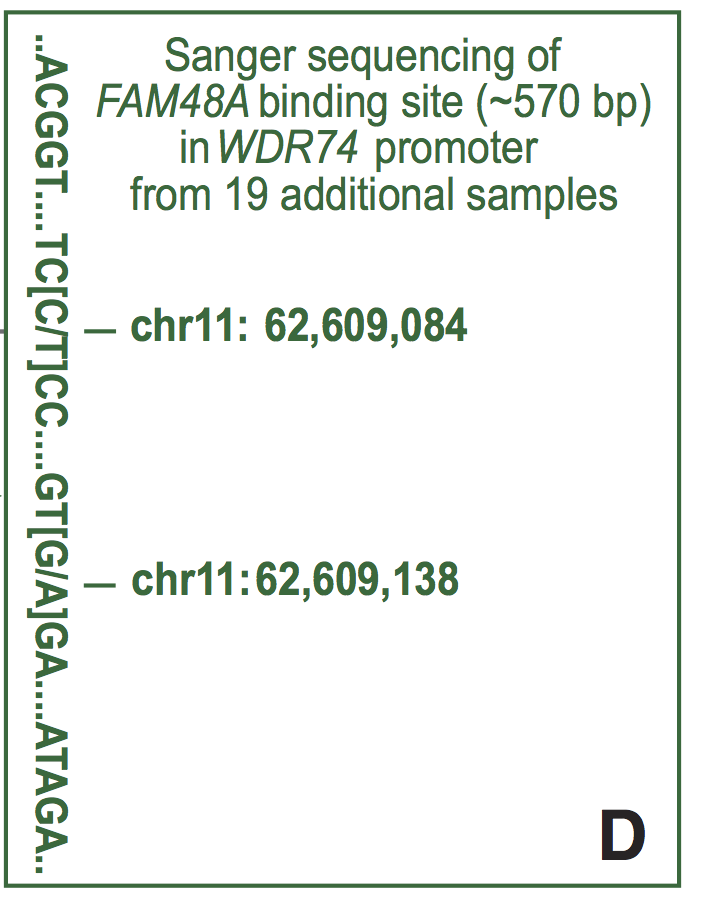 ..ACGGT....TC[C/T]CC....GT[G/A]GA....ATAGA..
Sanger sequencing of
FAM48A binding site (~570 bp)
in WDR74 promoter
from 19 additional samples
chr11: 62,609,084
chr11:62,609,138
D